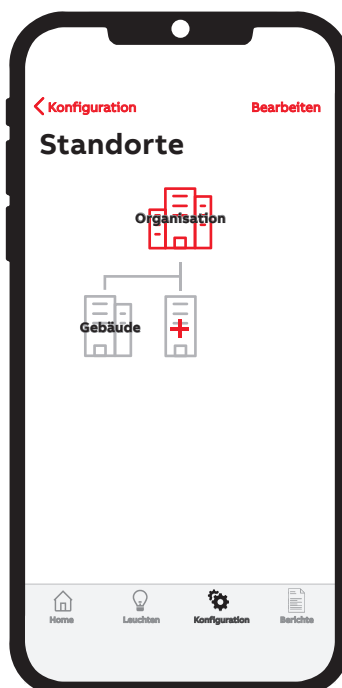 Konfiguration Bearbeiten
Standorte
Organisation
Gebäude
Home Leuchten Konfiguration Berichte